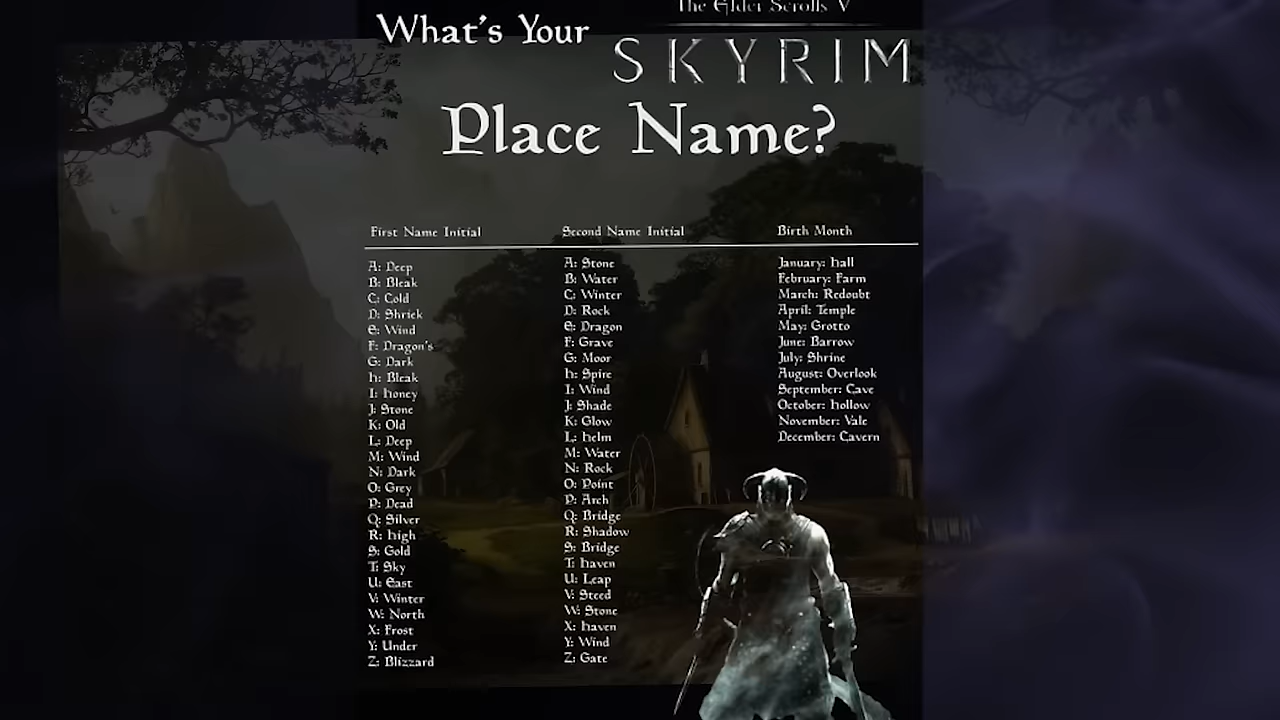 The Elder Scrolls V
What's Your
SKYRIM
Place Name?
First Name Initial
A: Deep
B: Bleak
C: Cold
D: Shriek
E: Wind
F: Dragon's
G: Dark
H: Bleak
I: Honey
J: Stone
K: Old
L: Deep
M: Wind
N: Dark
O: Grey
P: Dead
Q: Silver
R: High
S: Gold
T: Sky
U: East
V: Winter
W: North
X: Frost
Y: Under
Z: Blizzard
Second Name Initial
A: Stone
B: Water
C: Winter
D: Rock
E: Dragon
F: Grave
G: Moor
H: Spire
I: Wind
J: Shade
K: Glow
L: Helm
M: Water
N: Rock
O: Point
P: Arch
Q: Bridge
R: Shadow
S: Bridge
T: Haven
U: Leap
V: Steed
W: Stone
X: Haven
Y: Wind
Z: Gate
Birth Month
January: Hall
February: Farm
March: Redoubt
April: Temple
May: Grotto
June: Barrow
July: Shrine
August: Overlook
September: Cave
October: Hollow
November: Vale
December: Cavern